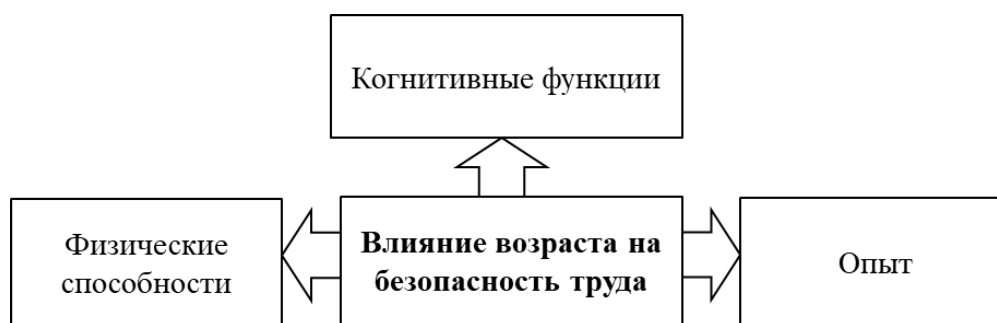 Когнитивные функции
Физические
способности
Влияние возраста на
безопасность труда
Опыт